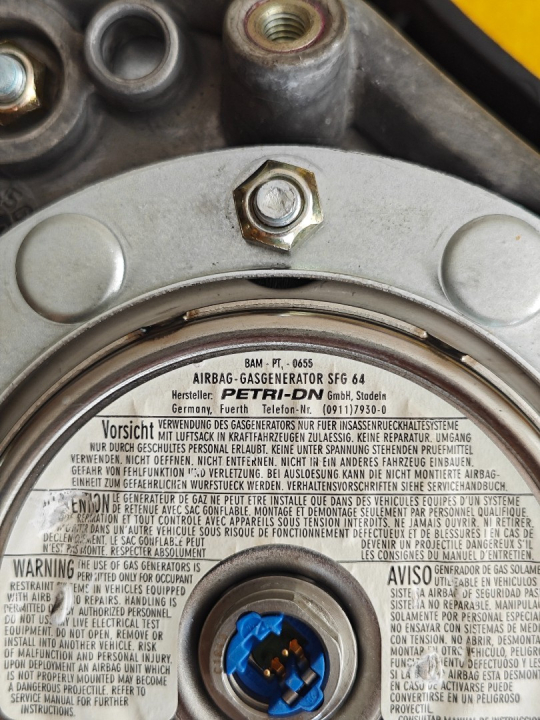 BAM - PT, - 0655
AIRBAG-GASGENERATOR SFG 64
Hersteller: PETRI-DN GmbH, Stadeln
Germany, Fuerth Telefon-Nr. (0911)7930-0
Vorsicht VERWENDUNG DES GASGENERATORS NUR FUER INSASSENRUECKHALTESYSTEME
MIT LUFTSACK IN KRAFTFAHRZEUGEN ZULAESSIG. KEINE REPARATUR. UMGANG
NUR DURCH GESCHULTES PERSONAL ERLAUBT. KEINE UNTER SPANNUNG STEHENDEN PRUEFMITTEL
VERWENDEN. NICHT OEFFNEN. NICHT ENTFERNEN. NICHT IN EIN ANDERES FAHRZEUG EINBAUEN.
GEFAHR VON FEHLFUNKTION UND VERLETZUNG. BEI AUSLOESUNG KANN DIE NICHT MONTIERTE AIRBAG-
EINHEIT ZUM GEFAEHRLICHEN WURFSTUECK WERDEN. VERHALTENSVORSCHRIFTEN SIEHE SERVICEHANDBUCH.
LE GENERATEUR DE GAZ NE PEUT ETRE INSTALLE QUE DANS DES VEHICULES EQUIPES D'UN SYSTEME
DE RETENUE AVEC SAC GONFLABLE. MONTAGE ET DEMONTAGE SEULEMENT PAR PERSONNEL QUALIFIE.
REPARATION ET TOUT CONTROLE AVEC APPAREILS SOUS TENSION INTERDITS. NE JAMAIS OUVRIR. NI RETIRER.
DANS UN AUTRE VEHICULE SOUS RISQUE DE FONCTIONNEMENT DEFECTUEUX ET DE BLESSURES ! EN CAS DE
LE SAC GONFLABLE PEUT DEVENIR UN PROJECTILE DANGEREUX S'IL
N'EST PAS MONTE. RESPECTER ABSOLUMENT LES CONSIGNES DU MANUEL D'ENTRETIEN.
WARNING THE USE OF GAS GENERATORS IS
PERMITTED ONLY FOR OCCUPANT
RESTRAINT SYSTEMS IN VEHICLES EQUIPPED
WITH AIRBAG. NO REPAIRS. HANDLING IS
PERMITTED BY AUTHORIZED PERSONNEL.
DO NOT USE LIVE ELECTRICAL TEST
EQUIPMENT. DO NOT OPEN, REMOVE OR
INSTALL INTO ANOTHER VEHICLE. RISK
OF MALFUNCTION AND PERSONAL INJURY.
UPON DEPLOYMENT AN AIRBAG UNIT WHICH
IS NOT PROPERLY MOUNTED MAY BECOME
A DANGEROUS PROJECTILE. REFER TO
SERVICE MANUAL FOR FURTHER
INSTRUCTIONS.
AVISO GENERADOR DE GAS SOLAME
UTILIZABLE EN VEHICULOS
SISTEMA AIRBAG DE SEGURIDAD PAS
SISTEMA NO REPARABLE. MANIPULA
SOLAMENTE POR PERSONAL ESPECIAL
NO ENSAYAR CON SISTEMAS DE MEDI
CON TENSION. NO ABRIR, DESMONTA
MONTAR EN OTRO VEHICULO, PELIGRO
DEFECTUOSO Y LES
SI LA AIRBAG ESTA DESMON
EN CASO DE ACTIVARSE PUEDE
CONVERTIRSE EN UN PELIGROSO
PROYECTIL.